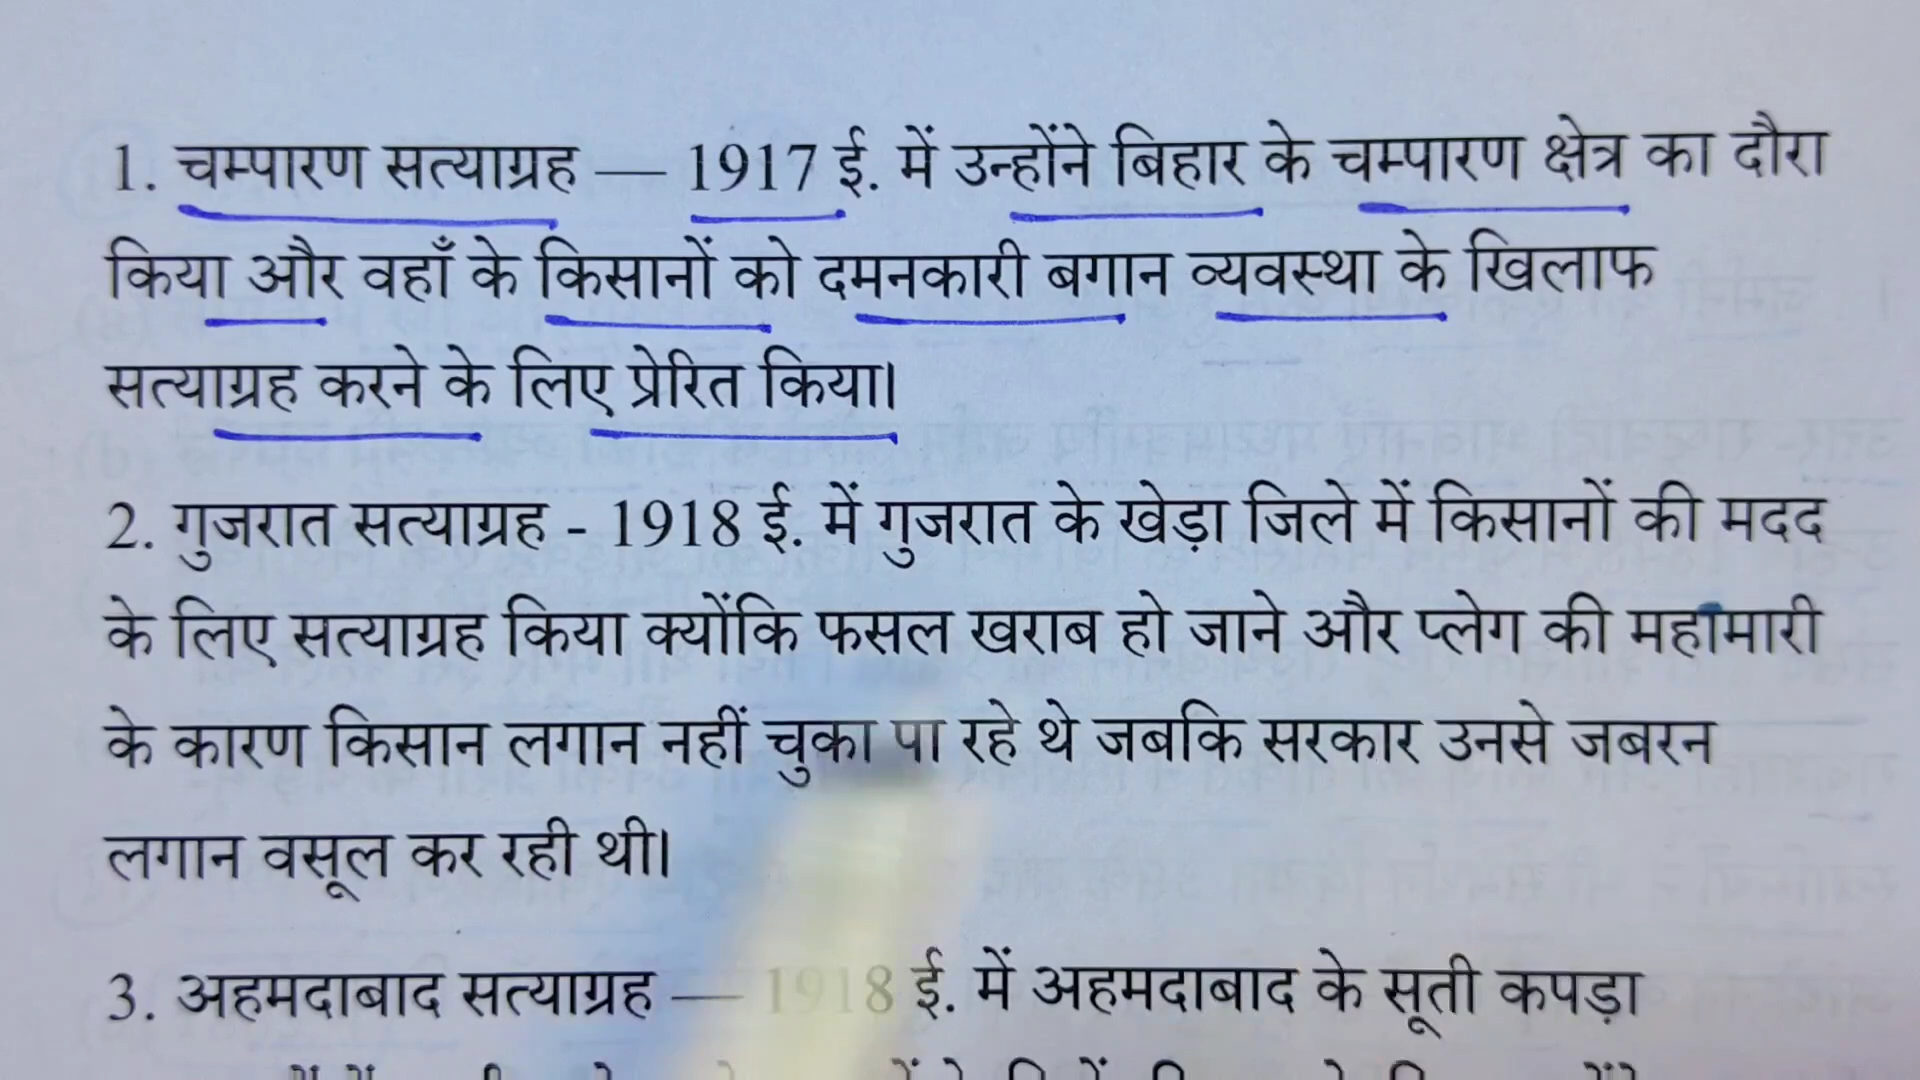 1. चम्पारण सत्याग्रह — 1917 ई. में उन्होंने बिहार के चम्पारण क्षेत्र का दौरा
किया और वहाँ के किसानों को दमनकारी बगान व्यवस्था के खिलाफ
सत्याग्रह करने के लिए प्रेरित किया।
2. गुजरात सत्याग्रह - 1918 ई. में गुजरात के खेड़ा जिले में किसानों की मदद
के लिए सत्याग्रह किया क्योंकि फसल खराब हो जाने और प्लेग की महामारी
के कारण किसान लगान नहीं चुका पा रहे थे जबकि सरकार उनसे जबरन
लगान वसूल कर रही थी।
3. अहमदाबाद सत्याग्रह — 1918 ई. में अहमदाबाद के सूती कपड़ा